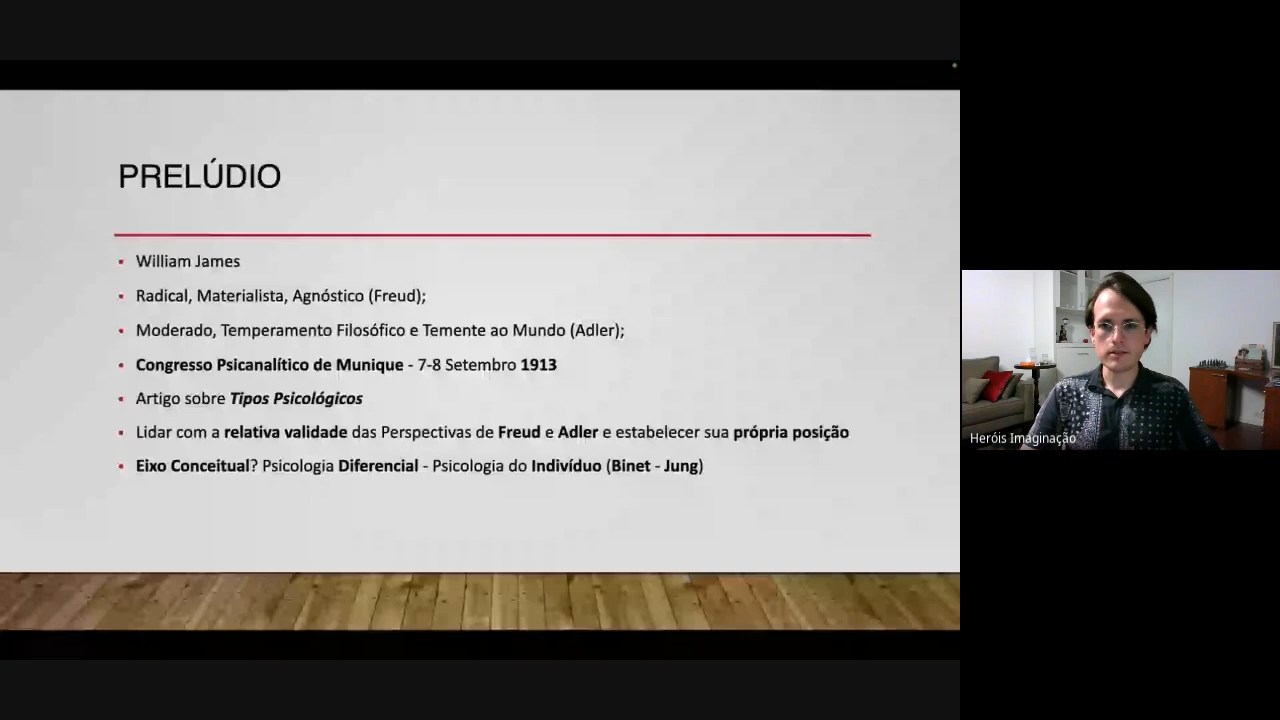 PRELÚDIO
William James
Radical, Materialista, Agnóstico (Freud);
Moderado, Temperamento Filosófico e Temente ao Mundo (Adler);
Congresso Psicanalítico de Munique - 7-8 Setembro 1913
Artigo sobre Tipos Psicológicos
Lidar com a relativa validade das Perspectivas de Freud e Adler e estabelecer sua própria posição
Eixo Conceitual? Psicologia Diferencial - Psicologia do Indivíduo (Binet - Jung)
Heróis Imaginação